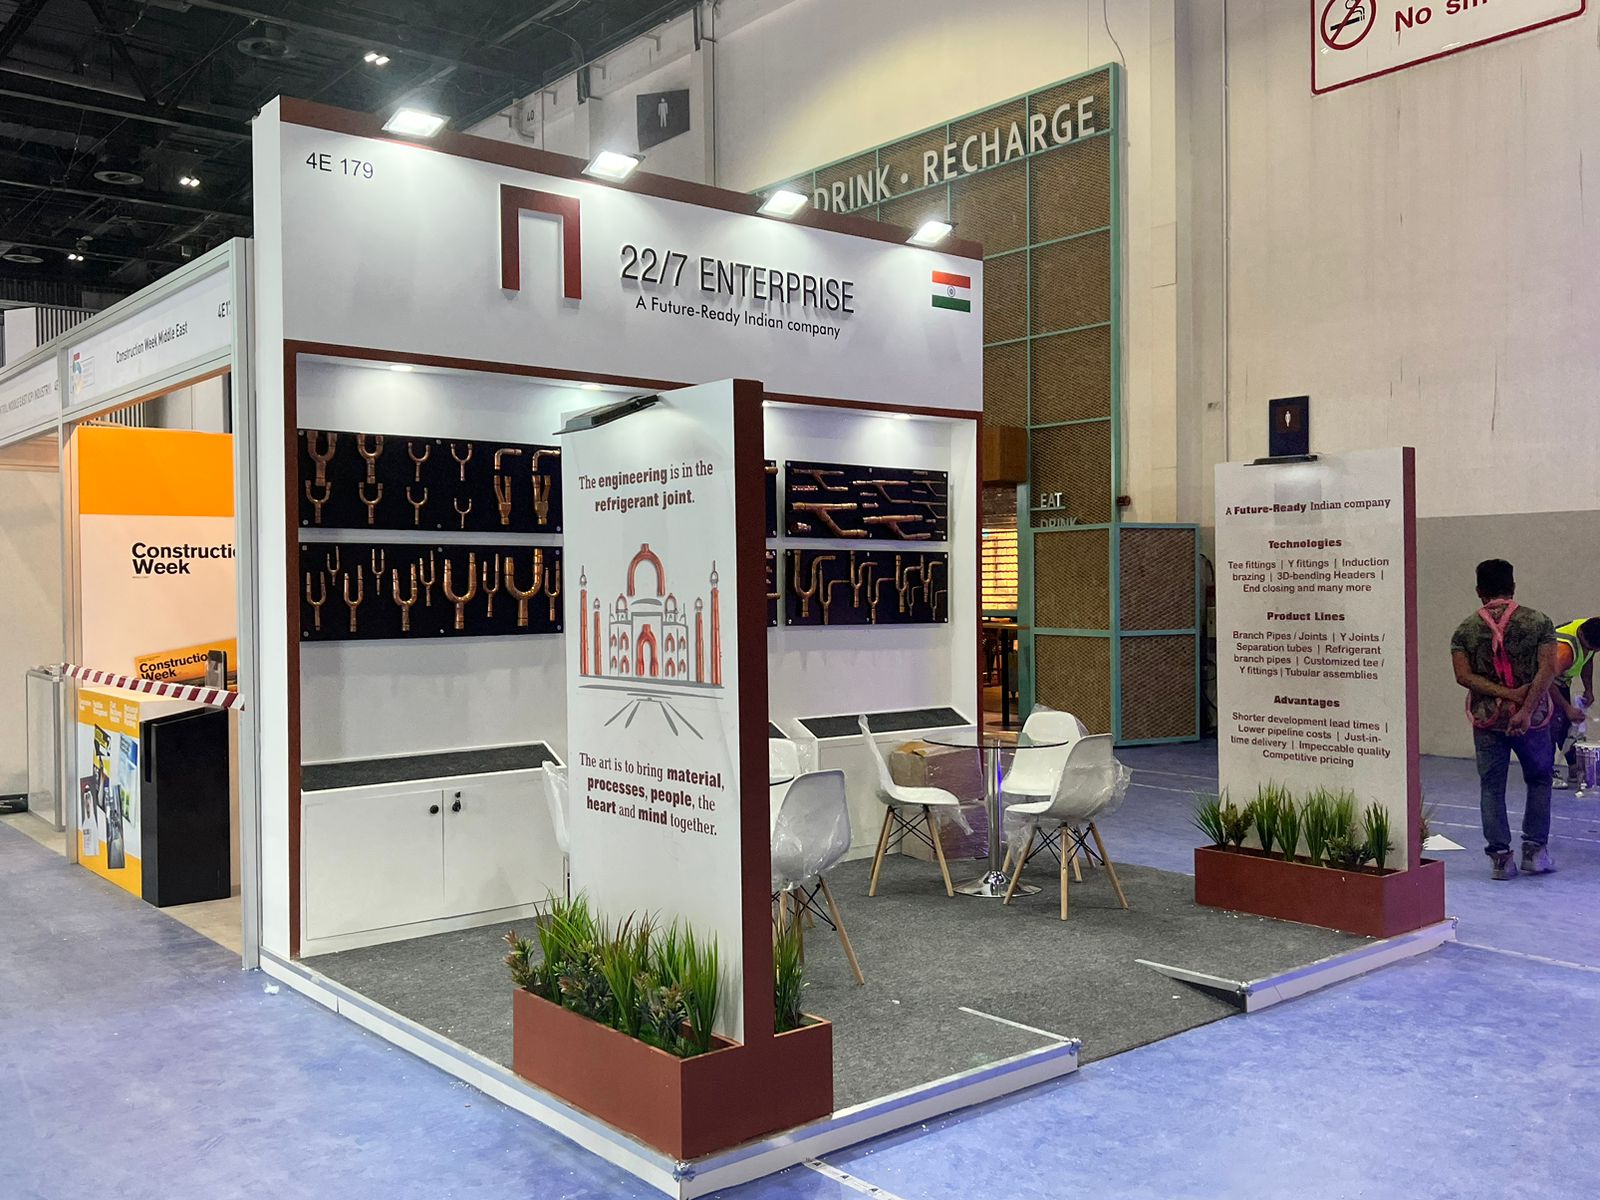 No
DRINK • RECHARGE
4E 179
22/7 ENTERPRISE
A Future-Ready Indian company
Construction Week Middle East
Constructi
Week
Construction
Week
EAT
DRINK
The engineering is in the
refrigerant joint.
The art is to bring material,
processes, people, the
heart and mind together.
A Future-Ready Indian company
Technologies
Tee fittings | Y fittings | Induction
brazing | 3D-bending Headers |
End closing and many more
Product Lines
Branch Pipes / Joints | Y Joints /
Separation tubes | Refrigerant
branch pipes | Customized tee /
Y fittings | Tubular assemblies
Advantages
Shorter development lead times |
Lower pipeline costs | Just-in-
time delivery | Impeccable quality
Competitive pricing